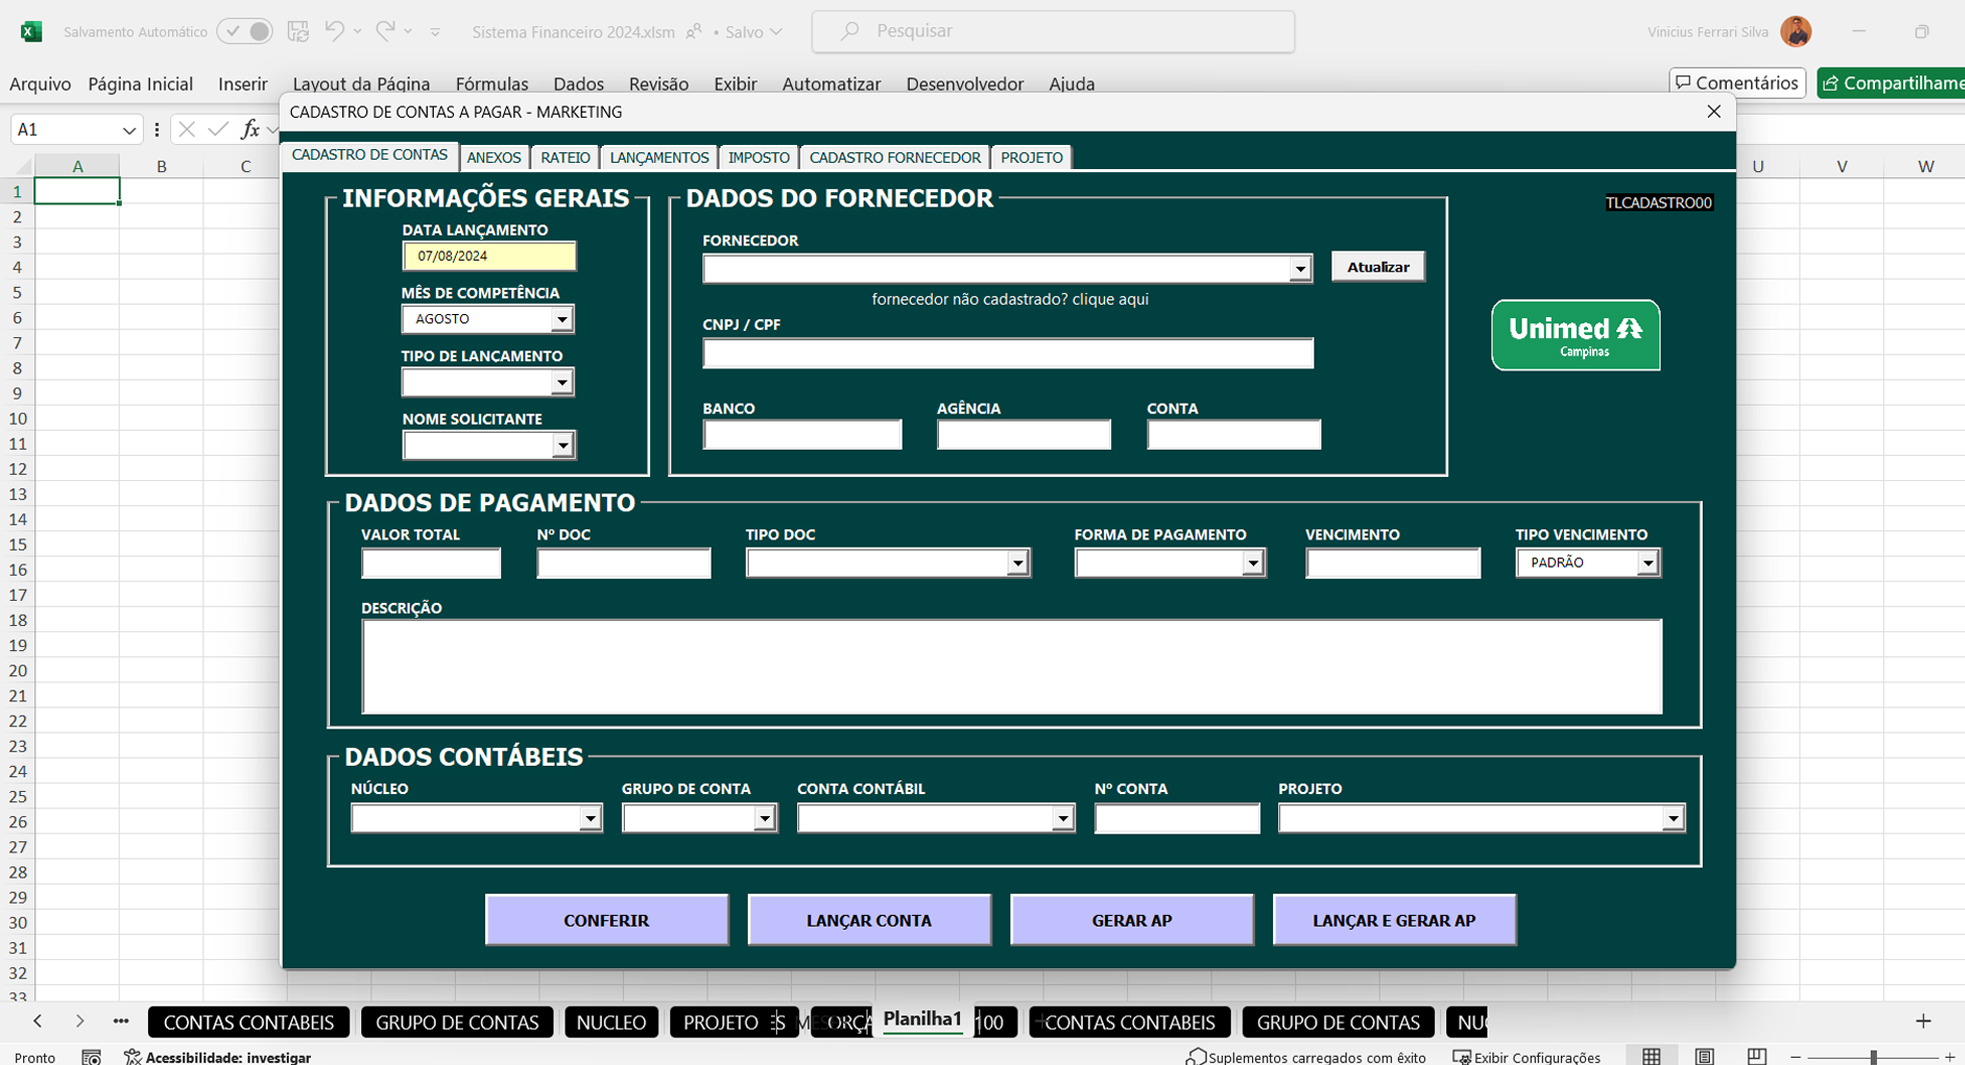 Salvamento Automático
Sistema Financeiro 2024.xlsm • Salvo
Pesquisar
Vinicius Ferrari Silva
Arquivo Página Inicial Inserir Layout da Página Fórmulas Dados Revisão Exibir Automatizar Desenvolvedor Ajuda
Comentários
Compartilhame
A1
fx
CADASTRO DE CONTAS A PAGAR - MARKETING
CADASTRO DE CONTAS ANEXOS RATEIO LANÇAMENTOS IMPOSTO CADASTRO FORNECEDOR PROJETO
A B C U V W
1
2
3
4
5
6
7
8
9
10
11
12
13
14
15
16
17
18
19
20
21
22
23
24
25
26
27
28
29
30
31
32
33
TLCADASTRO00
INFORMAÇÕES GERAIS
DATA LANÇAMENTO
07/08/2024
MÊS DE COMPETÊNCIA
AGOSTO
TIPO DE LANCAMENTO
NOME SOLICITANTE
DADOS DO FORNECEDOR
FORNECEDOR
Atualizar
fornecedor não cadastrado? clique aqui
CNPJ / CPF
BANCO AGÊNCIA CONTA
Unimed
Campinas
DADOS DE PAGAMENTO
VALOR TOTAL Nº DOC TIPO DOC FORMA DE PAGAMENTO VENCIMENTO TIPO VENCIMENTO
PADRÃO
DESCRIÇÃO
DADOS CONTÁBEIS
NÚCLEO GRUPO DE CONTA CONTA CONTÁBIL Nº CONTA PROJETO
CONFERIR LANÇAR CONTA GERAR AP LANÇAR E GERAR AP
CONTAS CONTABEIS GRUPO DE CONTAS NUCLEO PROJETO Planilha1 CONTAS CONTABEIS GRUPO DE CONTAS
Pronto
Acessibilidade: investigar
Suplementos carregados com êxito
Exibir Configurações